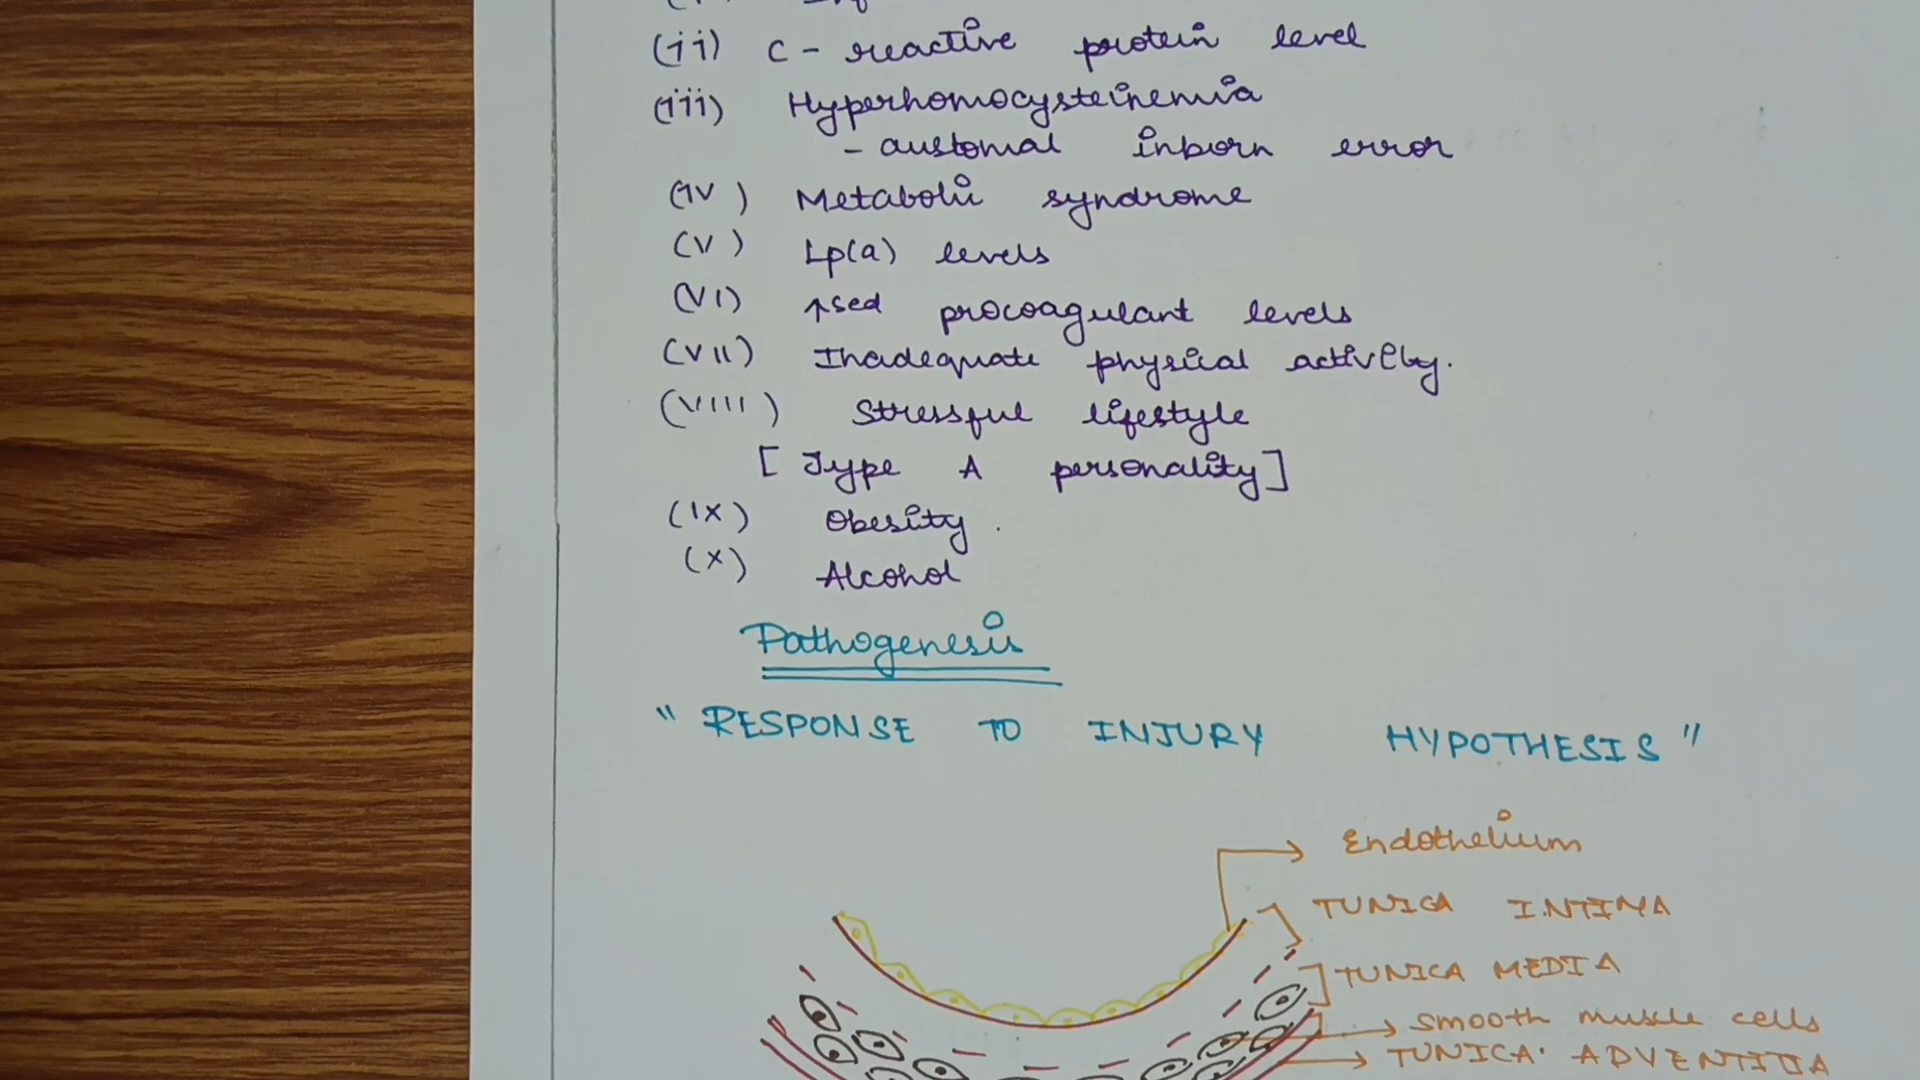 (ii) C - reactive protein level
(iii) Hyperhomocysteinemia
- austomal inborn error
(iv) Metabolic syndrome
(v) Lp(a) levels
(vi) ↑sed procoagulant levels
(vii) Inadequate physical activity.
(viiii) Stressful lifestyle
[Type A personality]
(ix) Obesity.
(x) Alcohol
Pathogenesis
"RESPONSE TO INJURY HYPOTHESIS"
Endothelium
TUNICA INTIMA
TUNICA MEDIA
smooth muscle cells
TUNICA ADVENTITIA